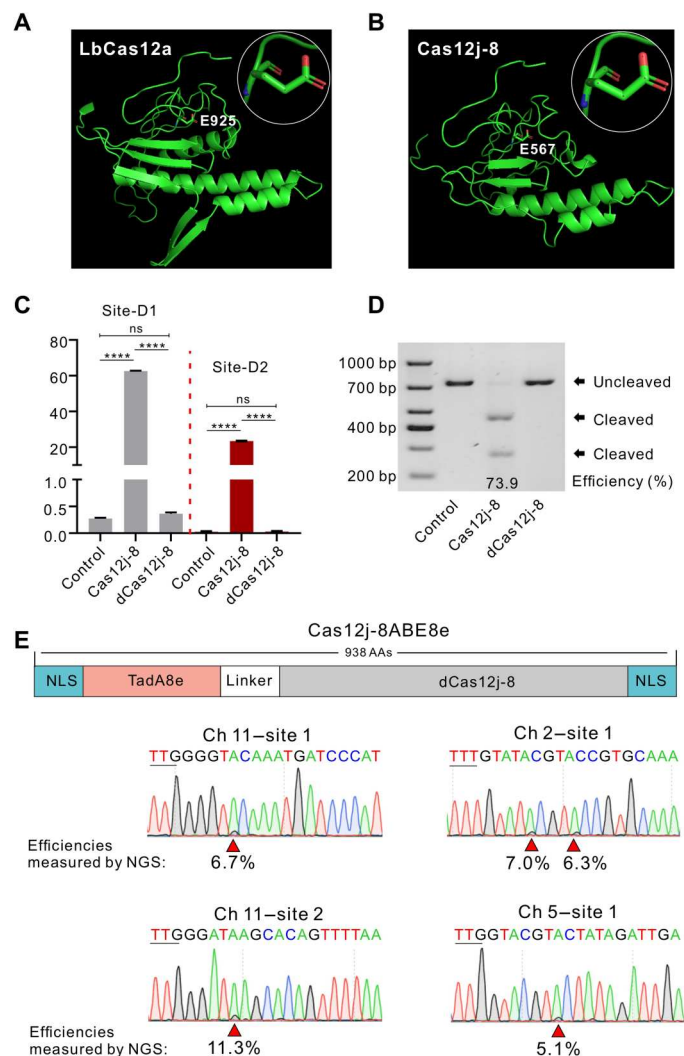 A
LbCas12a
E925
B
Cas12j-8
E567
C
Site-D1
ns
**** ****
Site-D2
ns
**** ****
80
60
40
20
1.0
0.5
0.0
Control
Cas12j-8
dCas12j-8
Control
Cas12j-8
dCas12j-8
D
1000 bp
700 bp
400 bp
200 bp
Uncleaved
Cleaved
Cleaved
73.9 Efficiency (%)
Control
Cas12j-8
dCas12j-8
E
Cas12j-8ABE8e
938 AAs
NLS TadA8e Linker dCas12j-8 NLS
Ch 11–site 1
TTGGGGTACAAATGATCCCAT
Efficiencies
measured by NGS:
6.7%
Ch 2–site 1
TTTGTATACGTACCGTGCAAA
7.0% 6.3%
Ch 11–site 2
TTGGGATAAGCACAGTTTTAA
Efficiencies
measured by NGS:
11.3%
Ch 5–site 1
TTGGTACGTACTATAGATTGA
5.1%